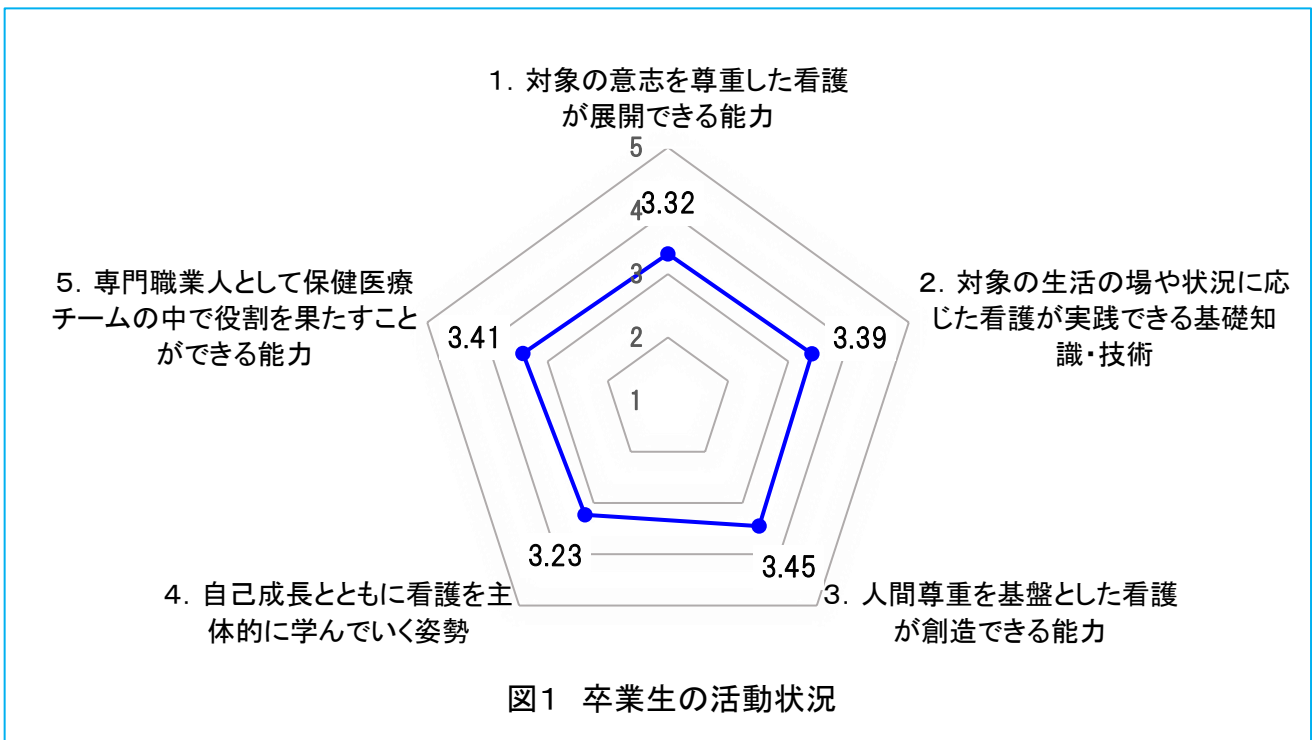 1．対象の意志を尊重した看護
が展開できる能力
5
3.32
4
3
2
1
2．対象の生活の場や状況に応
じた看護が実践できる基礎知
識・技術
3.39
3．人間尊重を基盤とした看護
が創造できる能力
3.45
4．自己成長とともに看護を主
体的に学んでいく姿勢
3.23
5．専門職業人として保健医療
チームの中で役割を果たすこと
ができる能力
3.41
図1　卒業生の活動状況